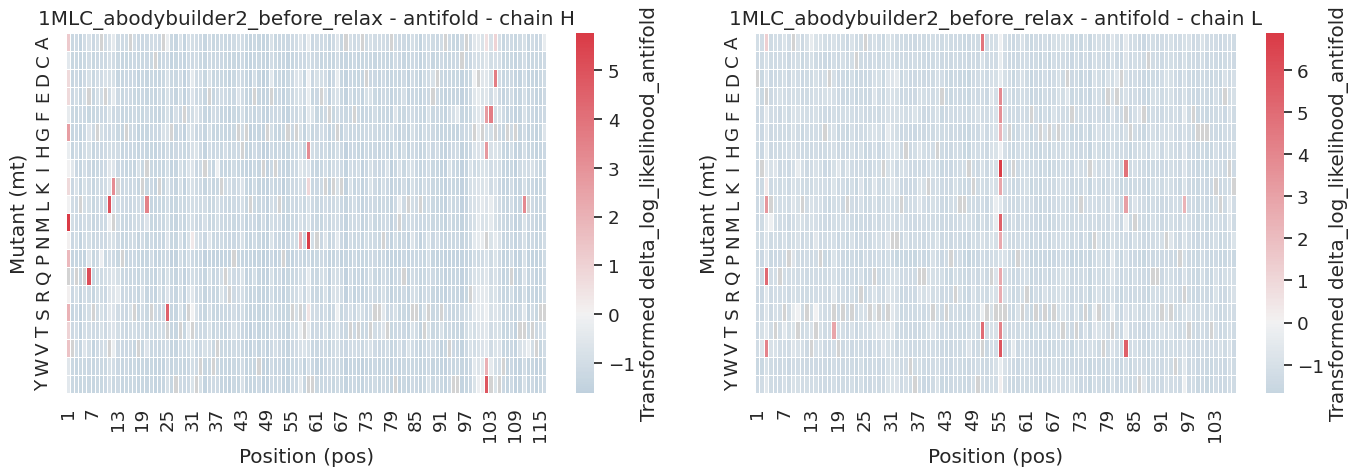 1MLC_abodybuilder2_before_relax - antifold - chain H
Mutant (mt)
A
C
D
E
F
G
H
I
K
L
M
N
P
Q
R
S
T
V
W
Y
1 7 13 19 25 31 37 43 49 55 61 67 73 79 85 91 97 103 109 115
Position (pos)
5
4
3
2
1
0
−1
Transformed delta_log_likelihood_antifold
1MLC_abodybuilder2_before_relax - antifold - chain L
Mutant (mt)
A
C
D
E
F
G
H
I
K
L
M
N
P
Q
R
S
T
V
W
Y
1 7 13 19 25 31 37 43 49 55 61 67 73 79 85 91 97 103
Position (pos)
6
5
4
3
2
1
0
−1
Transformed delta_log_likelihood_antifold